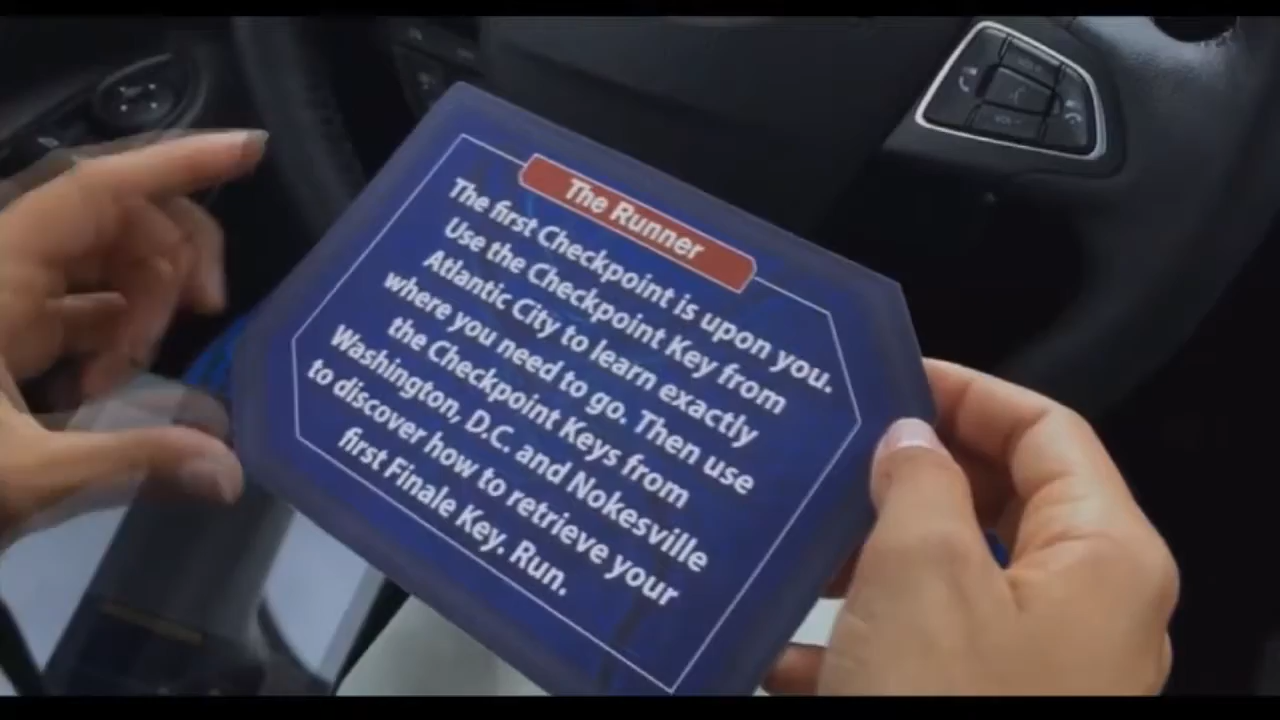 The Runner
The first Checkpoint is upon you.
Use the Checkpoint Key from
Atlantic City to learn exactly
where you need to go. Then use
the Checkpoint Keys from
Washington, D.C. and Nokesville
to discover how to retrieve your
first Finale Key. Run.